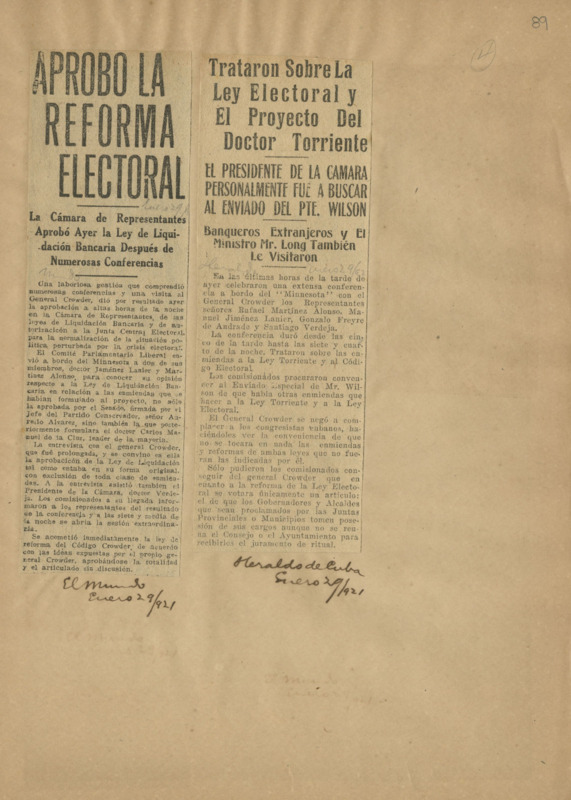 89
APROBO LA
REFORMA
ELECTORAL
La Cámara de Representantes
Aprobó Ayer la Ley de Liqui-
dación Bancaria Después de
Numerosas Conferencias
Una laboriosa gestión que comprendió
numerosas conferencias y una visita al
General Crowder, dió por resultado ayer
la aprobación a altas horas de la noche
en la Cámara de Representantes, de las
leyes de Liquidación Bancaria y de au-
torización a la Junta Central Electoral
para la normalización de la situación po-
lítica, perturbada por la crisis electoral.
El Comité Parlamentario Liberal en-
vió a bordo del Minnesota a dos de sus
miembros, doctor Jiménez Lanier y Mar-
tínez Alonso, para conocer su opinión
respecto a la Ley de Liquidación Ban-
caria en relación a las enmiendas que se
habían formulado al proyecto, no sólo
la aprobada por el Senado, firmada por el
Jefe del Partido Conservador, señor Au-
relio Alvarez, sino también la que poste-
riormente formulara el doctor Carlos Ma-
nuel de la Cruz, leader de la mayoría.
La entrevista con el general Crowder,
que fué prolongada, y se convino en ella
la aprobación de la Ley de Liquidación
tal como estaba en su forma original,
con exclusión de toda clase de enmien-
das. A la entrevista asistió también el
Presidente de la Cámara, doctor Verde-
ja. Los comisionados a su llegada infor-
maron a los representantes del resultado
de la conferencia y a las siete y media de
la noche se abría la sesión extraordina-
ria.
Se acometió inmediatamente la ley de
reforma del Código Crowder, de acuerdo
con las ideas expuestas por el propio ge-
neral Crowder, aprobándose la totalidad
y el articulado sin discusión.
El Mundo
Enero 29/921
Trataron Sobre La
Ley Electoral y
El Proyecto Del
Doctor Torriente
EL PRESIDENTE DE LA CAMARA
PERSONALMENTE FUÉ A BUSCAR
AL ENVIADO DEL PTE. WILSON
Banqueros Extranjeros y El
Ministro Mr. Long También
Le Visitaron
En las últimas horas de la tarde de
ayer celebraron una extensa conferen-
cia a bordo del "Minnesota" con el
General Crowder los Representantes
señores Rafael Martínez Alonso, Ma-
nuel Jiménez Lanier, Gonzalo Freyre
de Andrade y Santiago Verdeja.
La conferencia duró desde las cin-
co de la tarde hasta las siete y cuar-
to de la noche. Trataron sobre las en-
miendas a la Ley Torriente y al Có-
digo Electoral.
Los comisionados procuraron conven-
cer al Enviado Especial de Mr. Wil-
son de que había otras enmiendas que
hacer a la Ley Torriente y a la Ley
Electoral.
El General Crowder se negó a com-
placer a los congresistas cubanos, ha-
ciéndoles ver la conveniencia de que
no se tocara en nada las enmiendas
y reformas de ambas leyes que no fue-
ran las indicadas por él.
Sólo pudieron los comisionados con-
seguir del general Crowder que en
cuanto a la reforma de la Ley Electo-
ral se votara únicamente un artículo:
el de que los Gobernadores y Alcaldes
que sean proclamados por las Juntas
Provinciales o Municipios tomen pose-
sión de sus cargos aunque no se reu-
na el Consejo o el Ayuntamiento para
recibirles el juramento de ritual.
Heraldo de Cuba
Enero 29/921